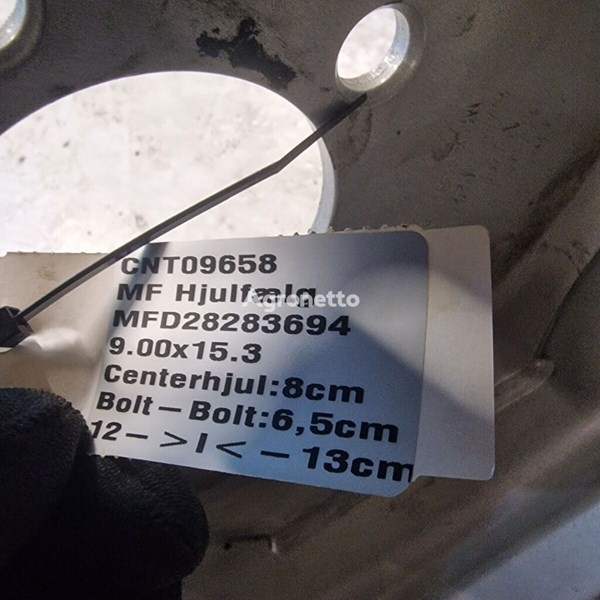 CNT09658
MF Hjulfælg
Agronetto
MFD28283694
9.00x15.3
Centerhjul:8cm
Bolt-Bolt:6,5cm
12->I<-13cm